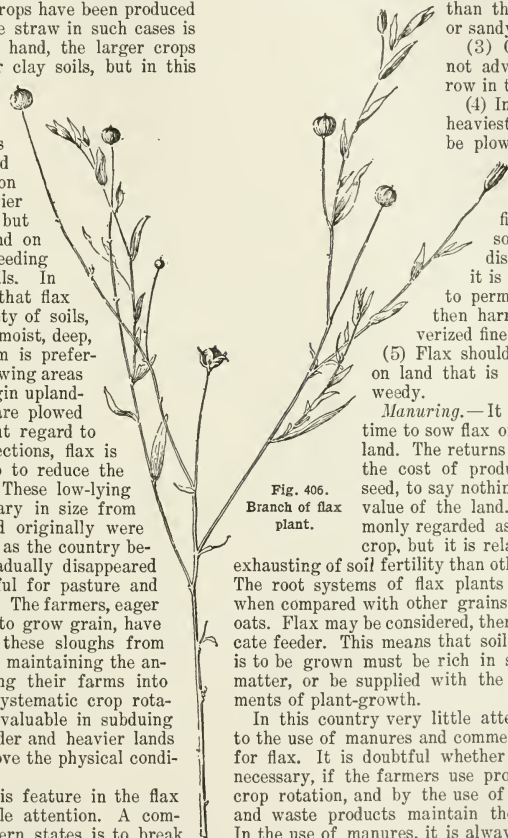 rops have been produced
straw in such cases is
hand, the larger crops
clay soils, but in this
on
ier
but
nd on
eeding
ls. In
that flax
ty of soils,
moist, deep,
m is prefer-
wing areas
gin upland-
are plowed
ut regard to
ections, flax is
to reduce the
These low-lying
ary in size from
originally were
as the country be-
adually disappeared
ful for pasture and
The farmers, eager
to grow grain, have
these sloughs from
maintaining the an-
ng their farms into
ystematic crop rota-
valuable in subduing
der and heavier lands
ove the physical condi-
is feature in the flax
le attention. A com-
ern states is to break
Fig. 406.
Branch of flax
plant.
than th
or sandy
(3)
not adv
row in t
(4) In
heaviest
be plow
fi
so
dis
it is
to perm
then harr
verized fine
(5) Flax should
on land that is
weedy.
Manuring.—It
time to sow flax o
land. The returns
the cost of produ
seed, to say nothin
value of the land.
monly regarded as
crop, but it is rela
exhausting of soil fertility than oth
The root systems of flax plants
when compared with other grains
oats. Flax may be considered, ther
cate feeder. This means that soil
is to be grown must be rich in s
matter, or be supplied with the
ments of plant-growth.
In this country very little atte
to the use of manures and comme
for flax. It is doubtful whether
necessary, if the farmers use pro
crop rotation, and by the use of
and waste products maintain the
In the use of manures, it is alway